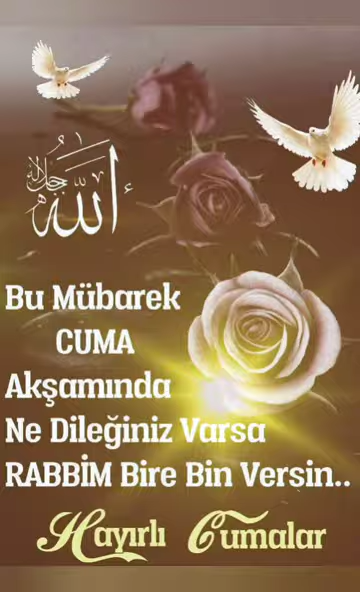 الله جل جلاله
Bu Mübarek
CUMA
Akşamında
Ne Dileğiniz Varsa
RABBİM Bire Bin Versin..
Hayırlı Cumalar